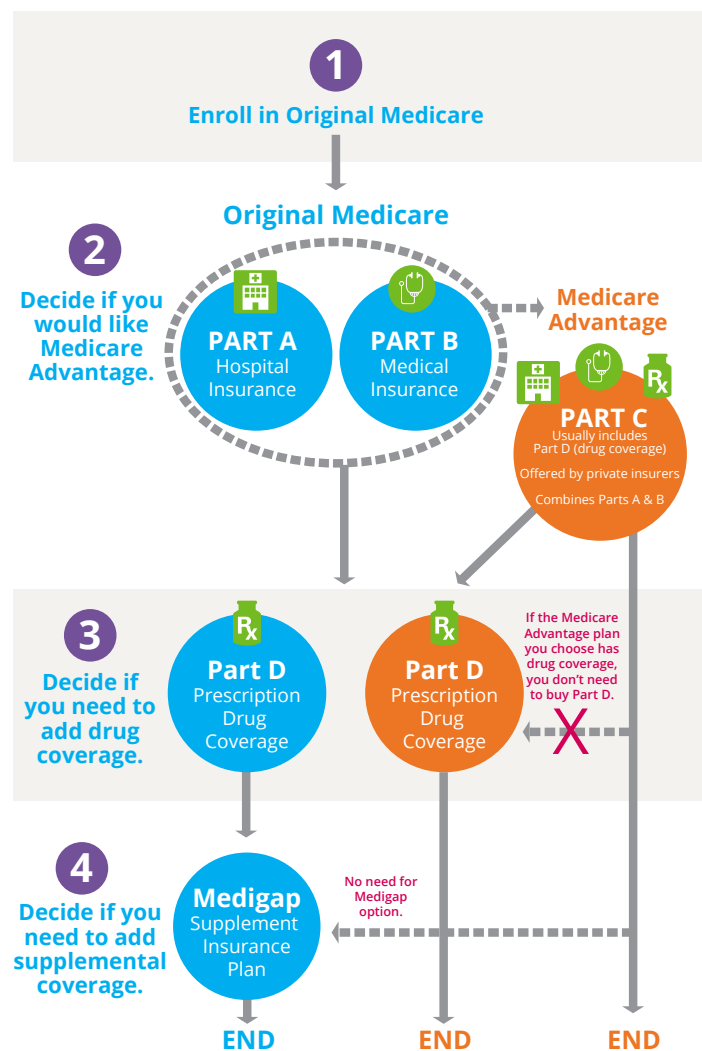 1
Enroll in Original Medicare
Original Medicare
2
Decide if you
would like
Medicare
Advantage.
PART A
Hospital
Insurance
PART B
Medical
Insurance
Medicare
Advantage
Rx
PART C
Usually includes
Part D (drug coverage)
Offered by private insurers
Combines Parts A & B
3
Decide if
you need to
add drug
coverage.
Rx
Part D
Prescription
Drug
Coverage
Rx
Part D
Prescription
Drug
Coverage
If the Medicare
Advantage plan
you choose has
drug coverage,
you don't need
to buy Part D.
X
4
Decide if you
need to add
supplemental
coverage.
Medigap
Supplement
Insurance
Plan
No need for
Medigap
option.
END
END
END